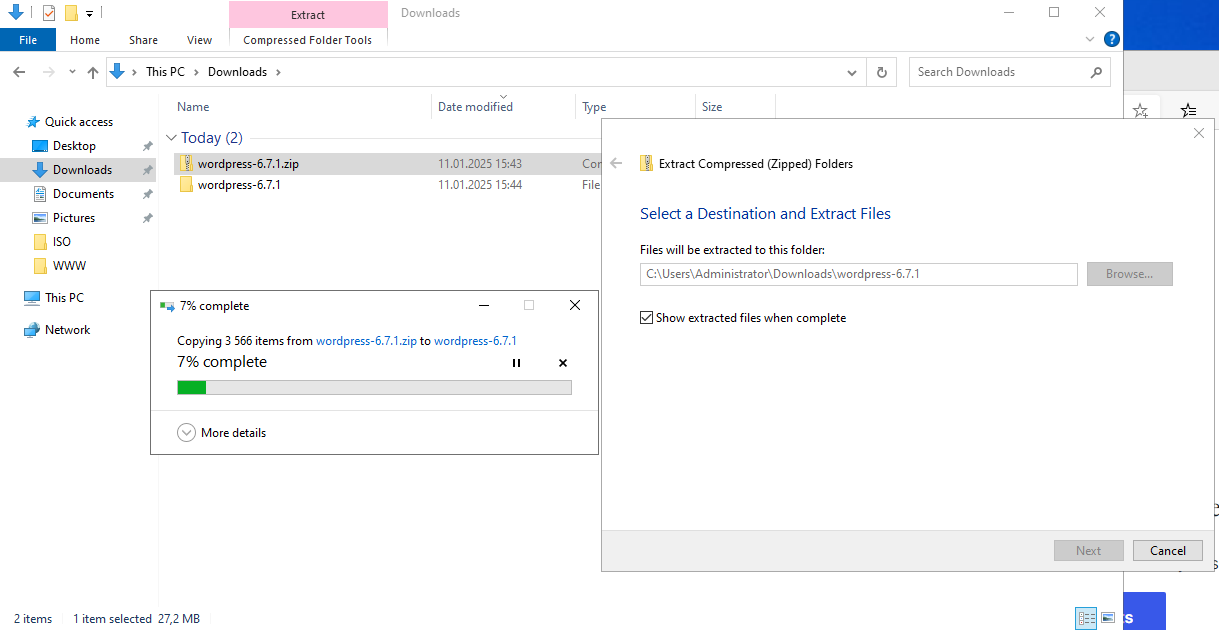 Extract
Downloads
File
Home
Share
View
Compressed Folder Tools
?
This PC
Downloads
Search Downloads
Name
Date modified
Type
Size
Quick access
Desktop
Downloads
Documents
Pictures
ISO
WWW
This PC
Network
Today (2)
wordpress-6.7.1.zip 11.01.2025 15:43 Con
wordpress-6.7.1 11.01.2025 15:44 File
7% complete
Copying 3 566 items from wordpress-6.7.1.zip to wordpress-6.7.1
7% complete
More details
Extract Compressed (Zipped) Folders
Select a Destination and Extract Files
Files will be extracted to this folder:
C:\Users\Administrator\Downloads\wordpress-6.7.1
Browse...
Show extracted files when complete
Next
Cancel
2 items
1 item selected 27,2 MB